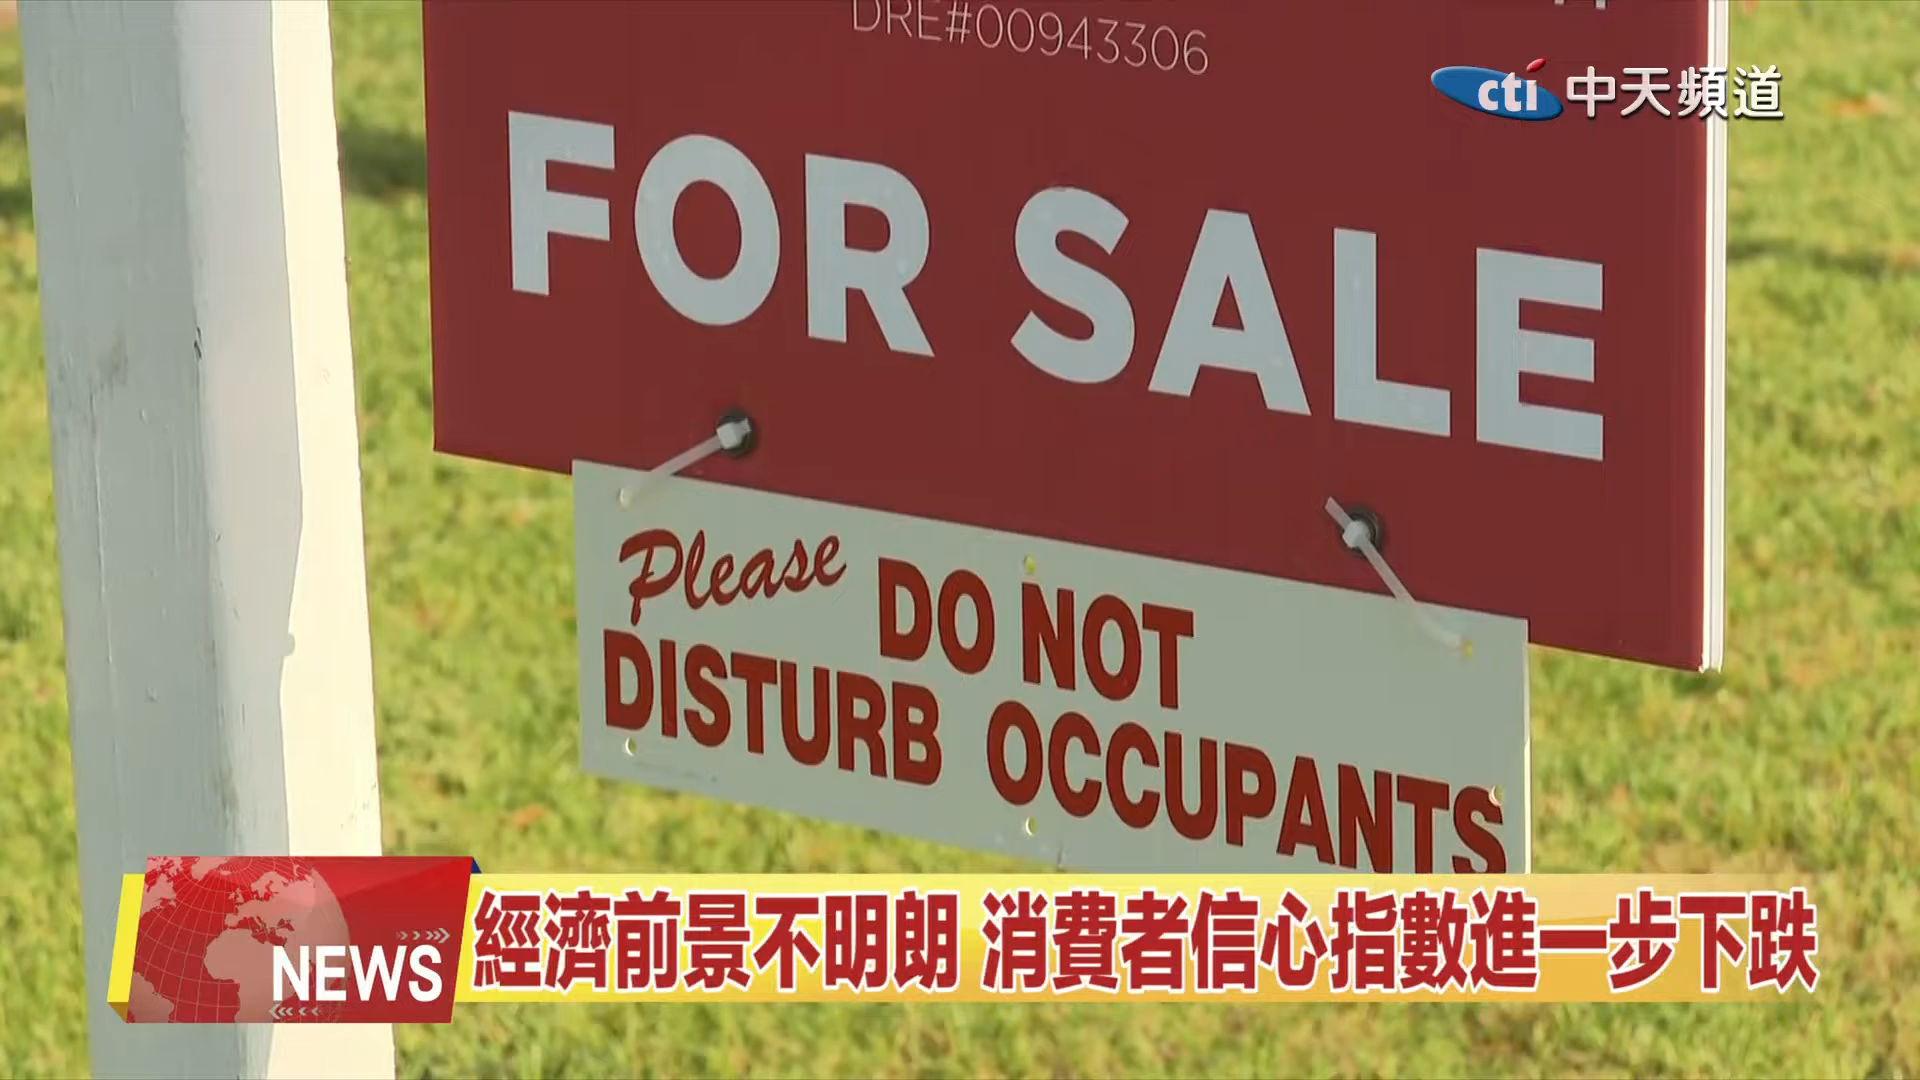 DRE#00943306
cti 中天頻道
FOR SALE
Please DO NOT
DISTURB OCCUPANTS
NEWS
經濟前景不明朗 消費者信心指數進一步下跌